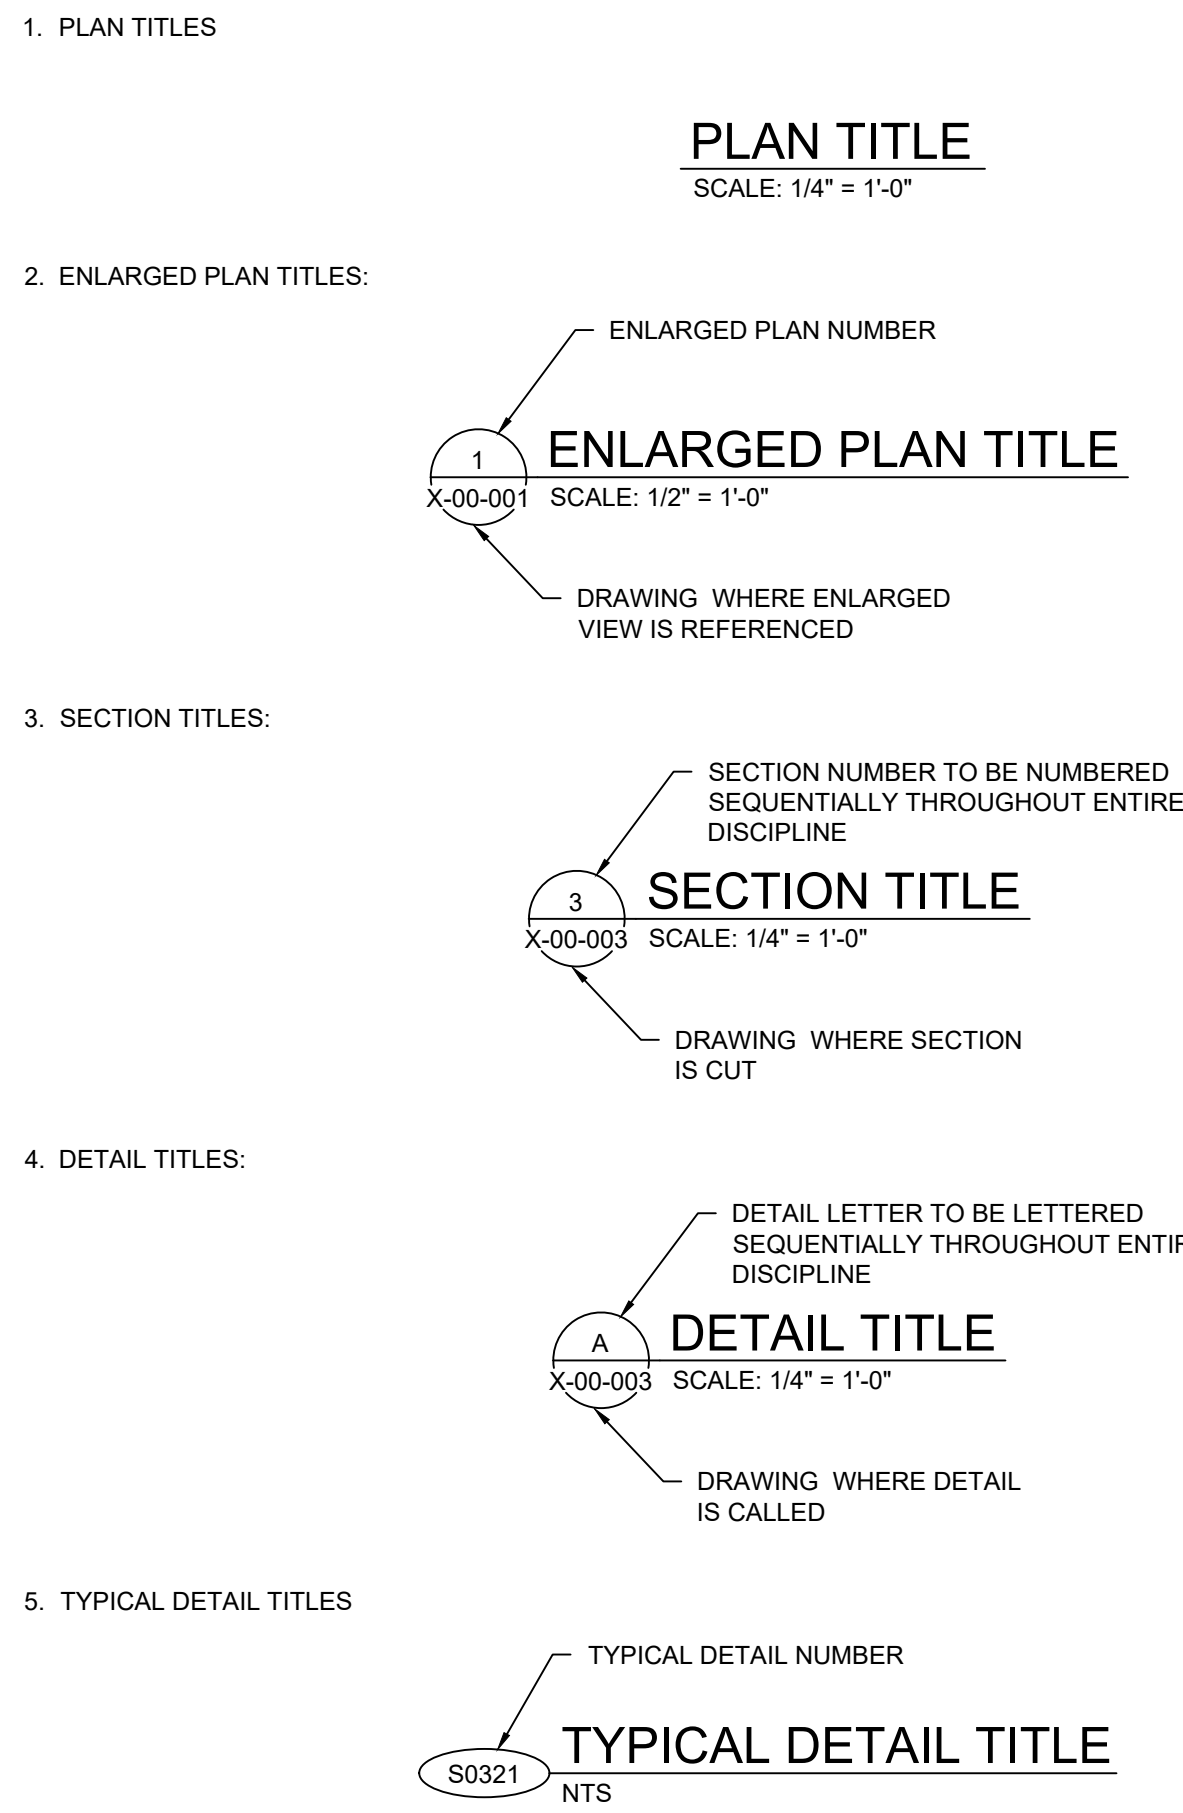 1. PLAN TITLES
PLAN TITLE
SCALE: 1/4" = 1'-0"
2. ENLARGED PLAN TITLES:
ENLARGED PLAN NUMBER
1
ENLARGED PLAN TITLE
X-00-001
SCALE: 1/2" = 1'-0"
DRAWING WHERE ENLARGED
VIEW IS REFERENCED
3. SECTION TITLES:
SECTION NUMBER TO BE NUMBERED
SEQUENTIALLY THROUGHOUT ENTIRE
DISCIPLINE
3
SECTION TITLE
X-00-003
SCALE: 1/4" = 1'-0"
DRAWING WHERE SECTION
IS CUT
4. DETAIL TITLES:
DETAIL LETTER TO BE LETTERED
SEQUENTIALLY THROUGHOUT
DISCIPLINE
A
DETAIL TITLE
X-00-003
SCALE: 1/4" = 1'-0"
DRAWING WHERE DETAIL
IS CALLED
5. TYPICAL DETAIL TITLES
TYPICAL DETAIL NUMBER
S0321
TYPICAL DETAIL TITLE
NTS